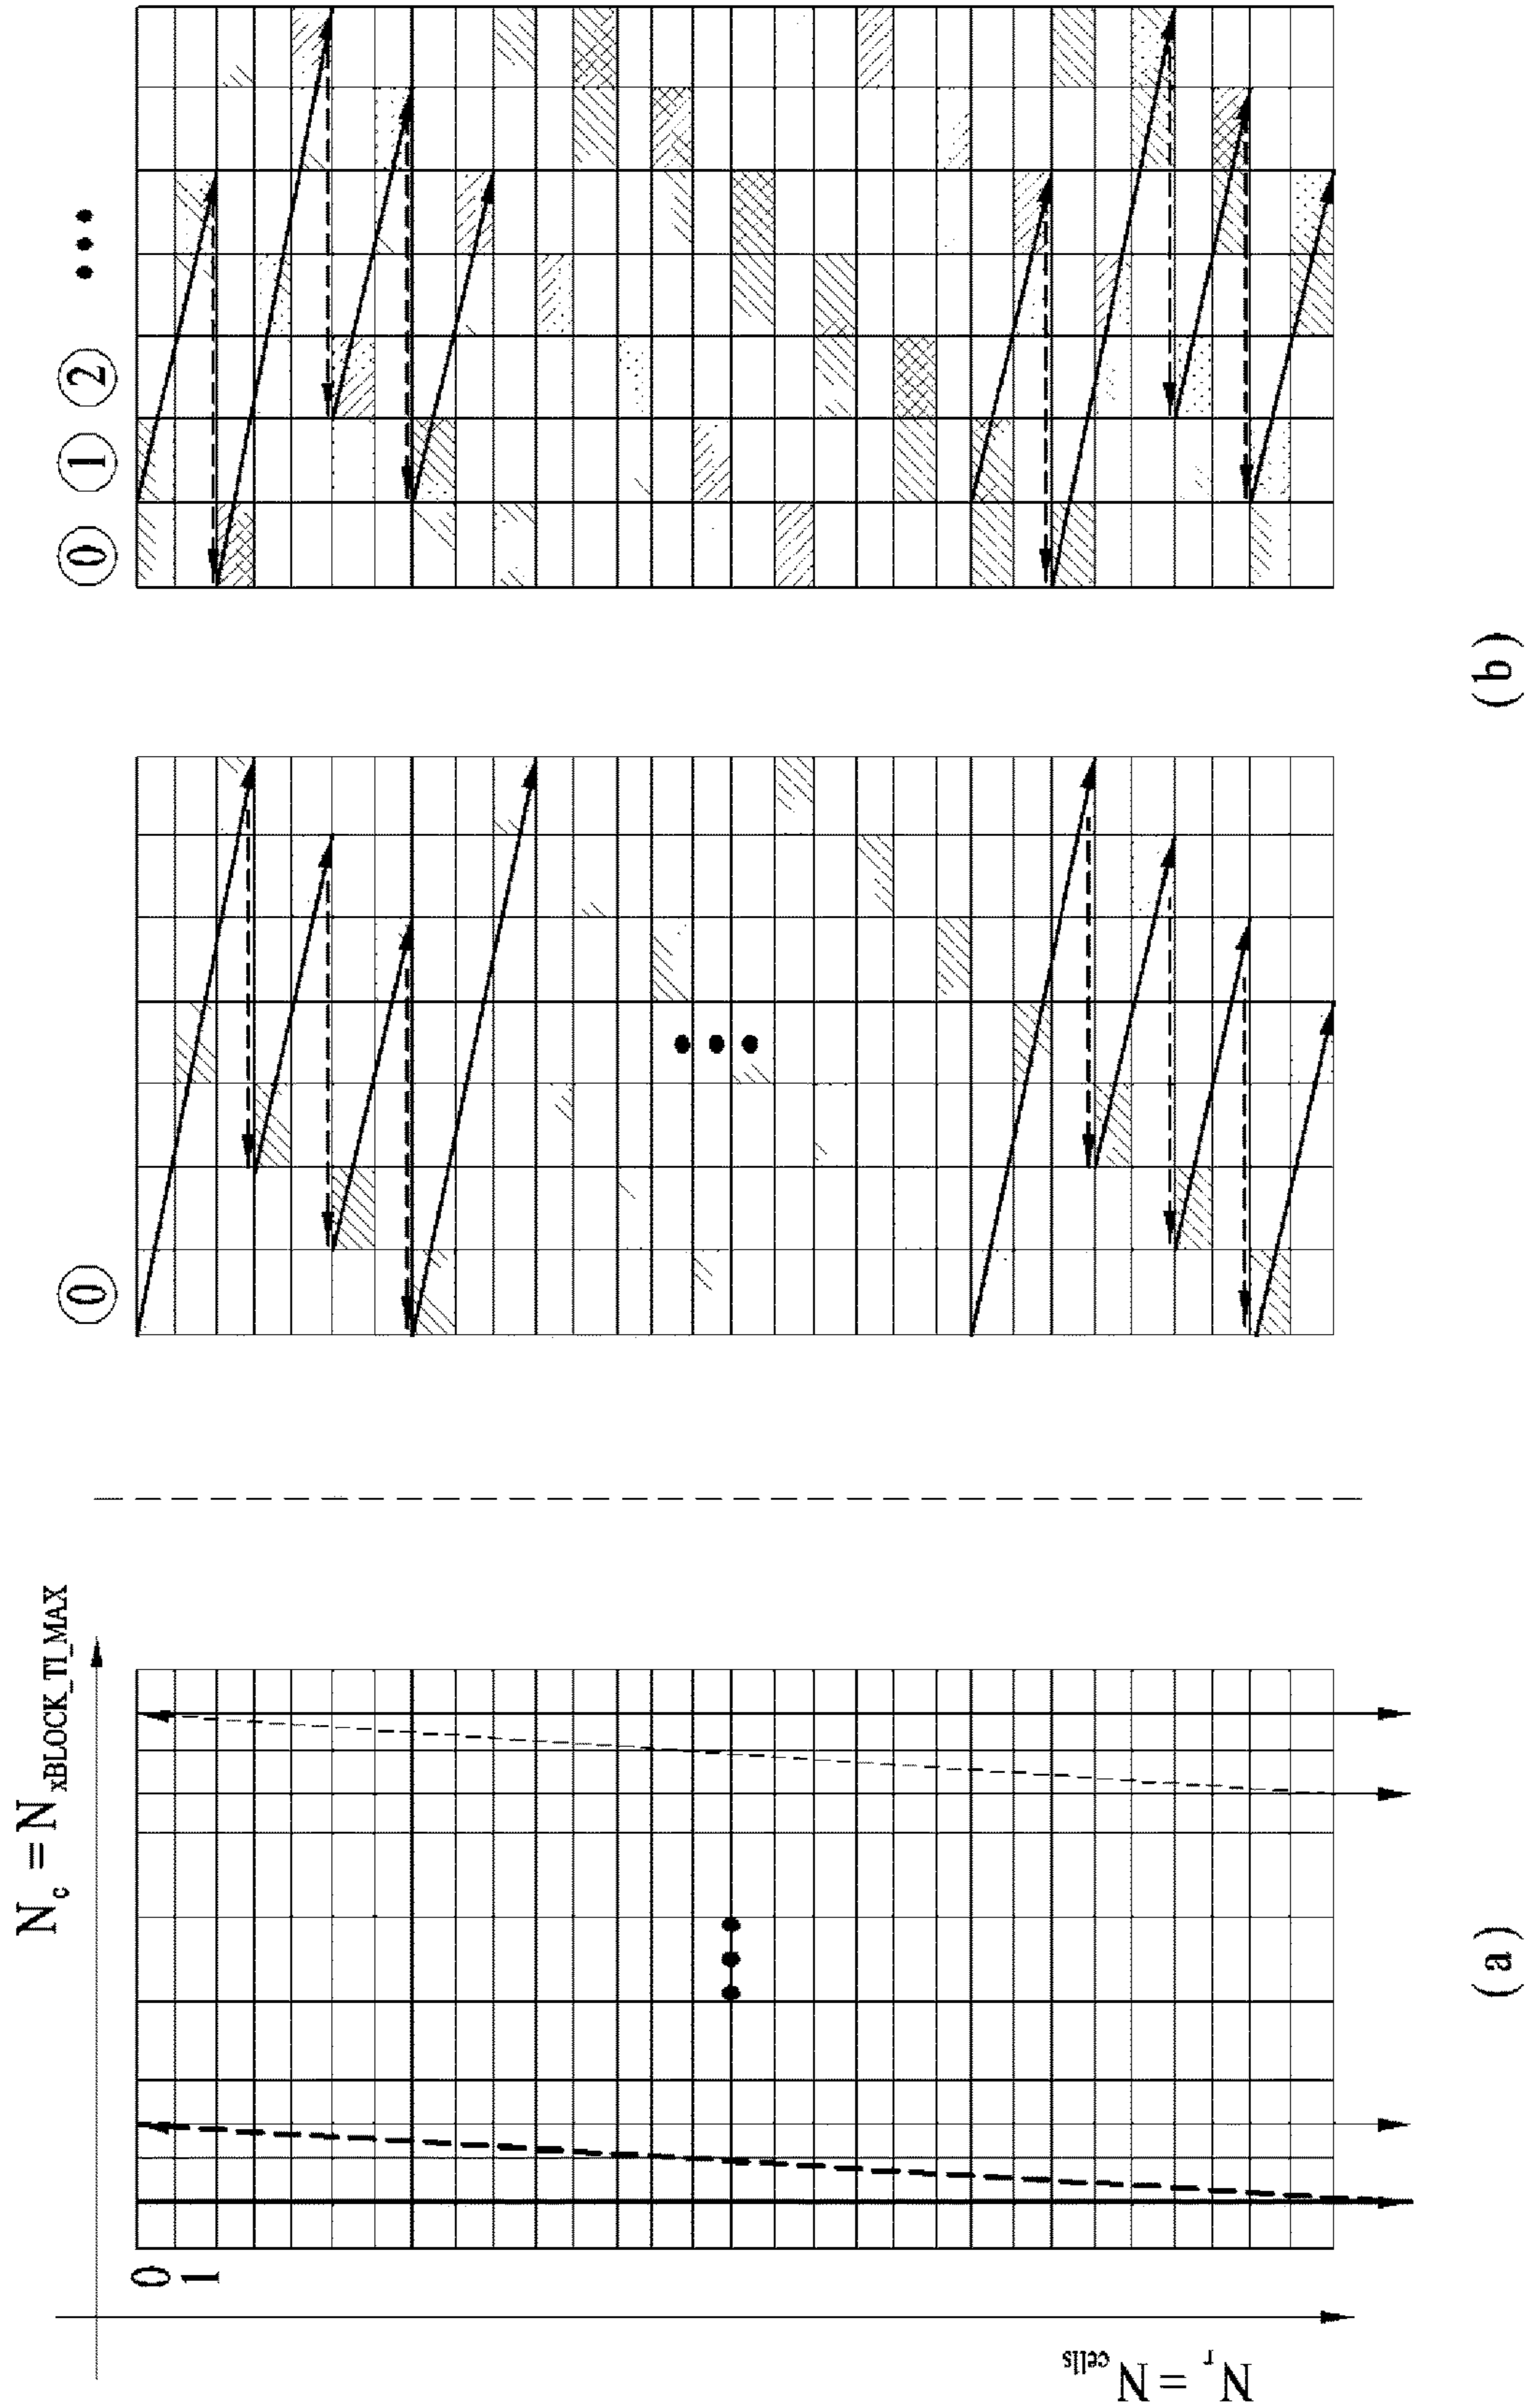 N_c = N_xBLOCK_TI_MAX
0
1
N_r = N_cells
(a)
0
0 1 2
(b)